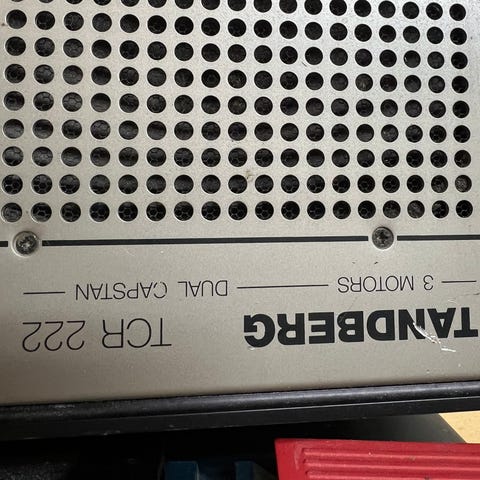 TANDBERG TCR 222
— 3 MOTORS — DUAL CAPSTAN —